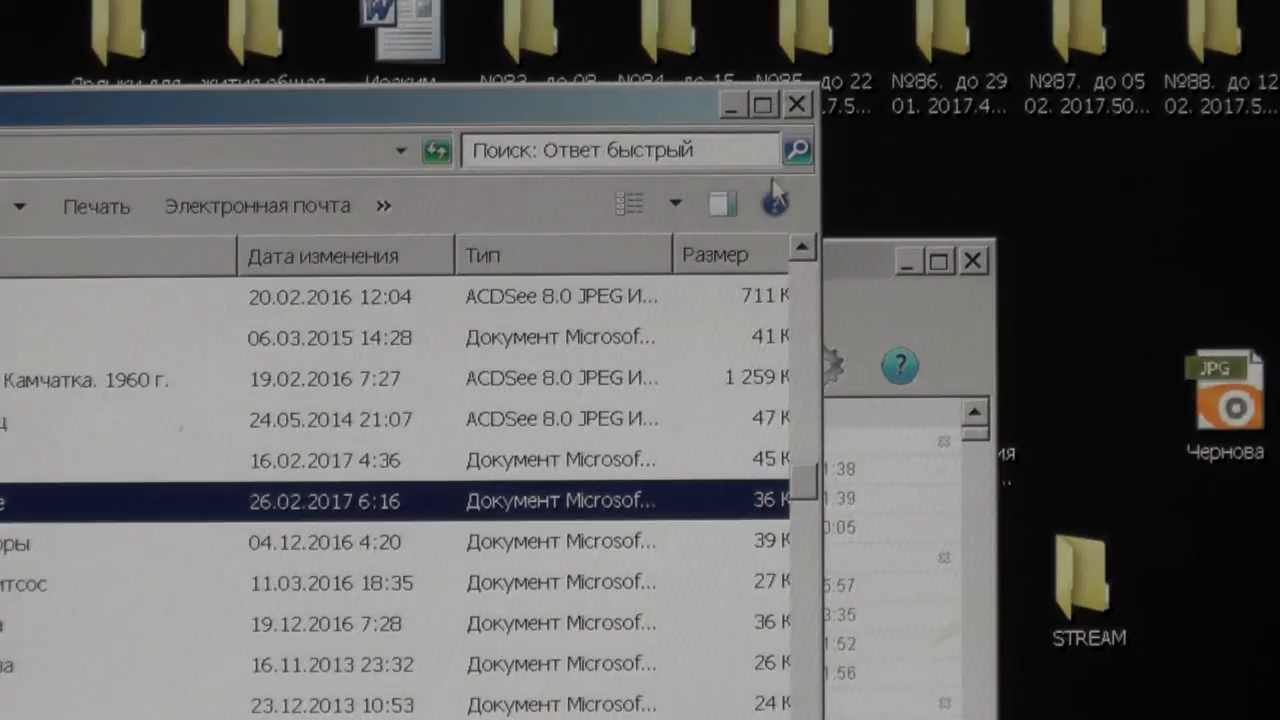 до 22 №86. до 29 №87. до 05 №88. до 12
01. 2017.4... 02. 2017.50... 02. 2017.5...
Поиск: Ответ быстрый
Печать Электронная почта »
Дата изменения Тип Размер
20.02.2016 12:04 ACDSee 8.0 JPEG И... 711 К
06.03.2015 14:28 Документ Microsof... 41 К
Камчатка. 1960 г. 19.02.2016 7:27 ACDSee 8.0 JPEG И... 1 259 К
24.05.2014 21:07 ACDSee 8.0 JPEG И... 47 К
16.02.2017 4:36 Документ Microsof... 45 К
26.02.2017 6:16 Документ Microsof... 36 К
04.12.2016 4:20 Документ Microsof... 39 К
11.03.2016 18:35 Документ Microsof... 27 К
19.12.2016 7:28 Документ Microsof... 36 К
16.11.2013 23:32 Документ Microsof... 26 К
23.12.2013 10:53 Документ Microsof... 24 К
JPG
Чернова
STREAM